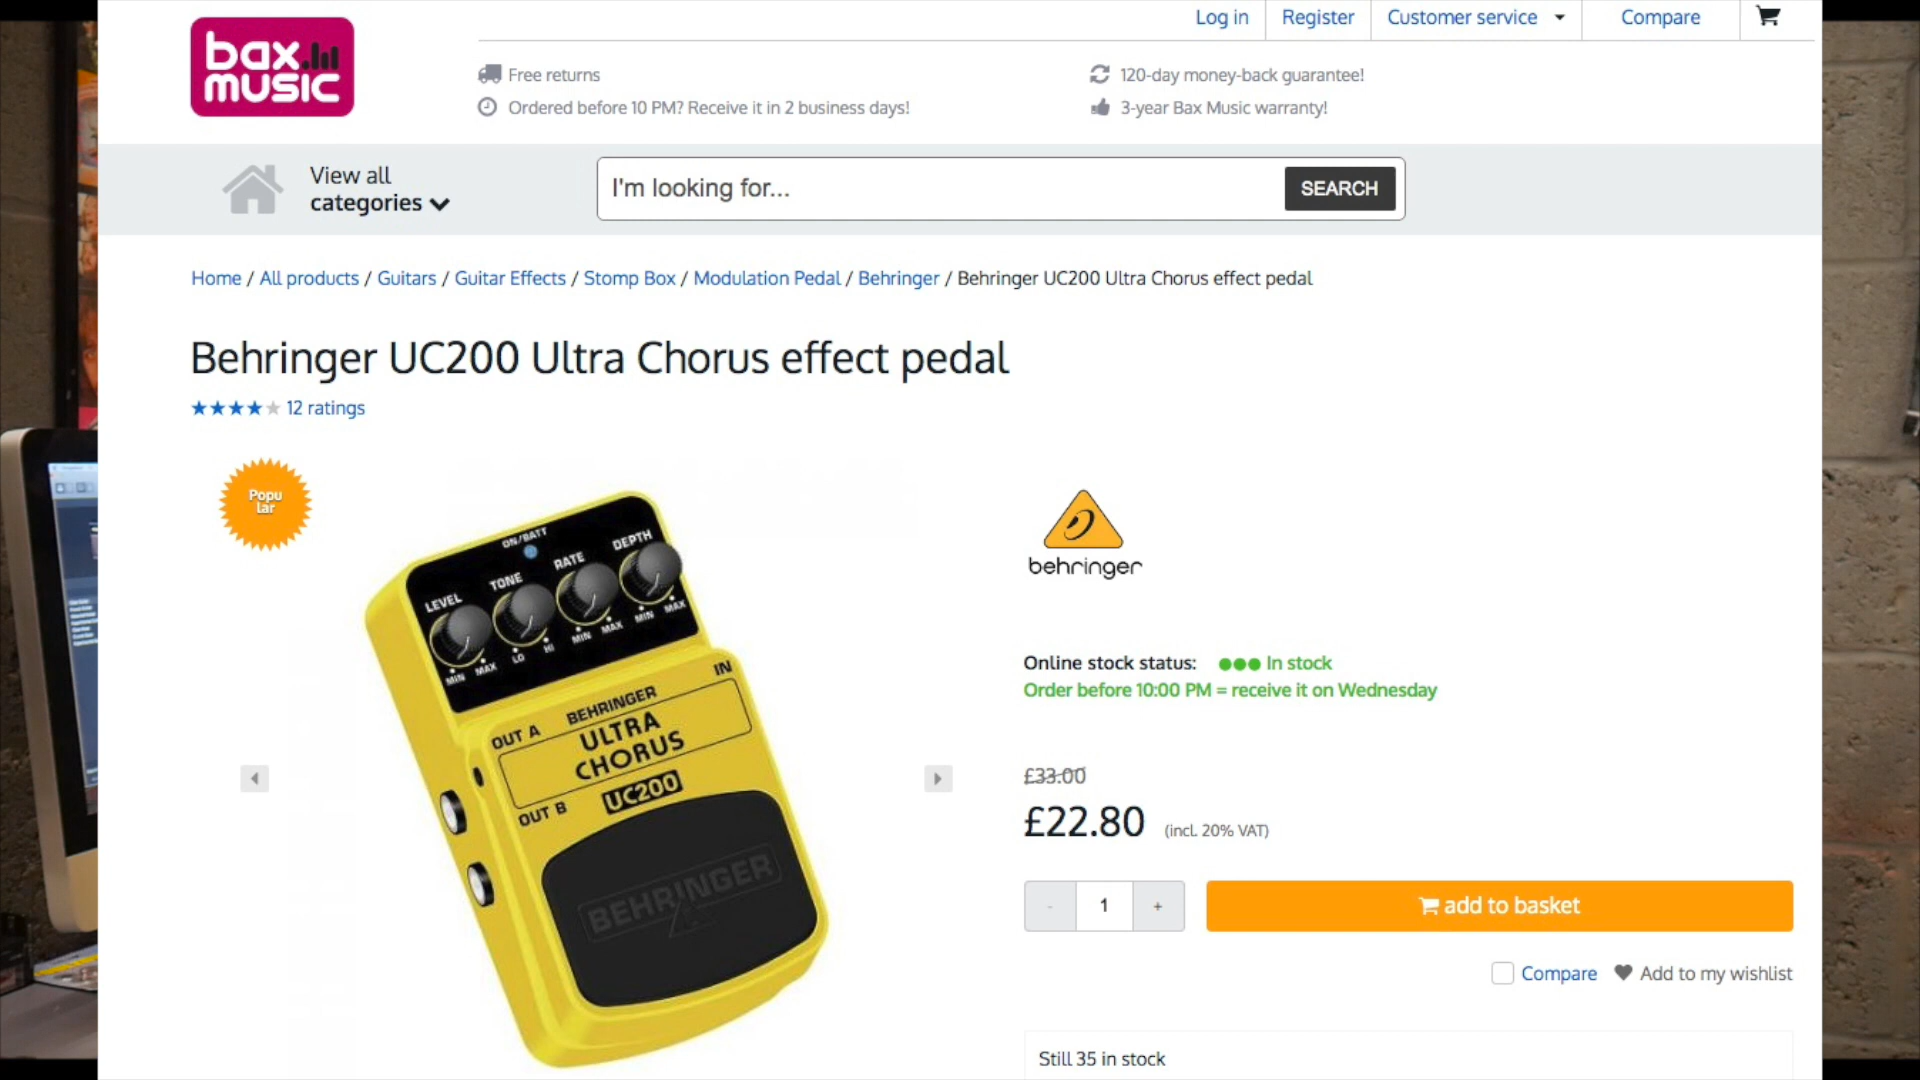 bax
music
Log in
Register
Customer service
Compare
Free returns
120-day money-back guarantee!
Ordered before 10 PM? Receive it in 2 business days!
3-year Bax Music warranty!
View all
categories
I'm looking for...
SEARCH
Home / All products / Guitars / Guitar Effects / Stomp Box / Modulation Pedal / Behringer / Behringer UC200 Ultra Chorus effect pedal
Behringer UC200 Ultra Chorus effect pedal
12 ratings
Popu
lar
ON/BATT
LEVEL TONE RATE DEPTH
MIN MAX LO HI MIN MAX MIN MAX
IN
OUT A BEHRINGER
ULTRA
CHORUS
OUT B UC200
BEHRINGER
behringer
Online stock status: In stock
Order before 10:00 PM = receive it on Wednesday
£33.00
£22.80 (incl. 20% VAT)
- 1 +
add to basket
Compare
Add to my wishlist
Still 35 in stock